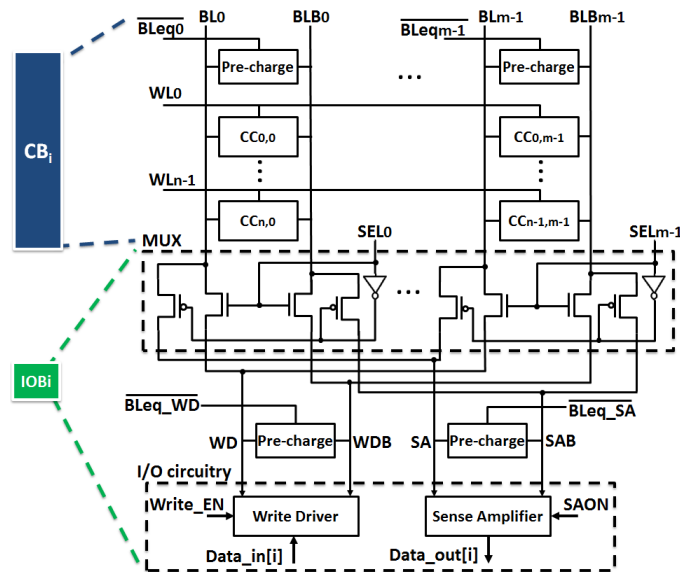 BL0 BLB0 BLm-1 BLBm-1
BLeq0 BLeqm-1
Pre-charge ... Pre-charge
WL0
CC0,0 CC0,m-1
CBi
WLn-1
CCn,0 CCn-1,m-1
SEL0 SELm-1
MUX
...
IOBi
BLeq_WD BLeq_SA
WD Pre-charge WDB SA Pre-charge SAB
I/O circuitry
Write_EN Write Driver Sense Amplifier SAON
Data_in[i] Data_out[i]